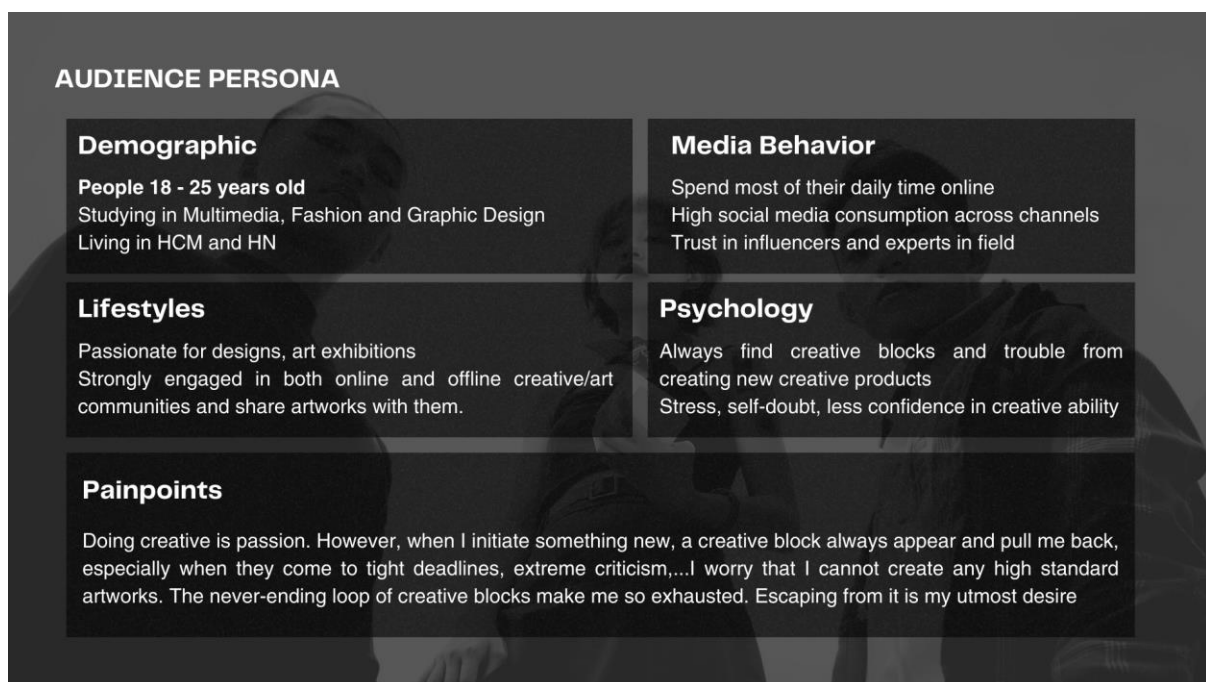 AUDIENCE PERSONA
Demographic
People 18 - 25 years old
Studying in Multimedia, Fashion and Graphic Design
Living in HCM and HN
Media Behavior
Spend most of their daily time online
High social media consumption across channels
Trust in influencers and experts in field
Lifestyles
Passionate for designs, art exhibitions
Strongly engaged in both online and offline creative/art
communities and share artworks with them.
Psychology
Always find creative blocks and trouble from
creating new creative products
Stress, self-doubt, less confidence in creative ability
Painpoints
Doing creative is passion. However, when I initiate something new, a creative block always appear and pull me back,
especially when they come to tight deadlines, extreme criticism,...I worry that I cannot create any high standard
artworks. The never-ending loop of creative blocks make me so exhausted. Escaping from it is my utmost desire